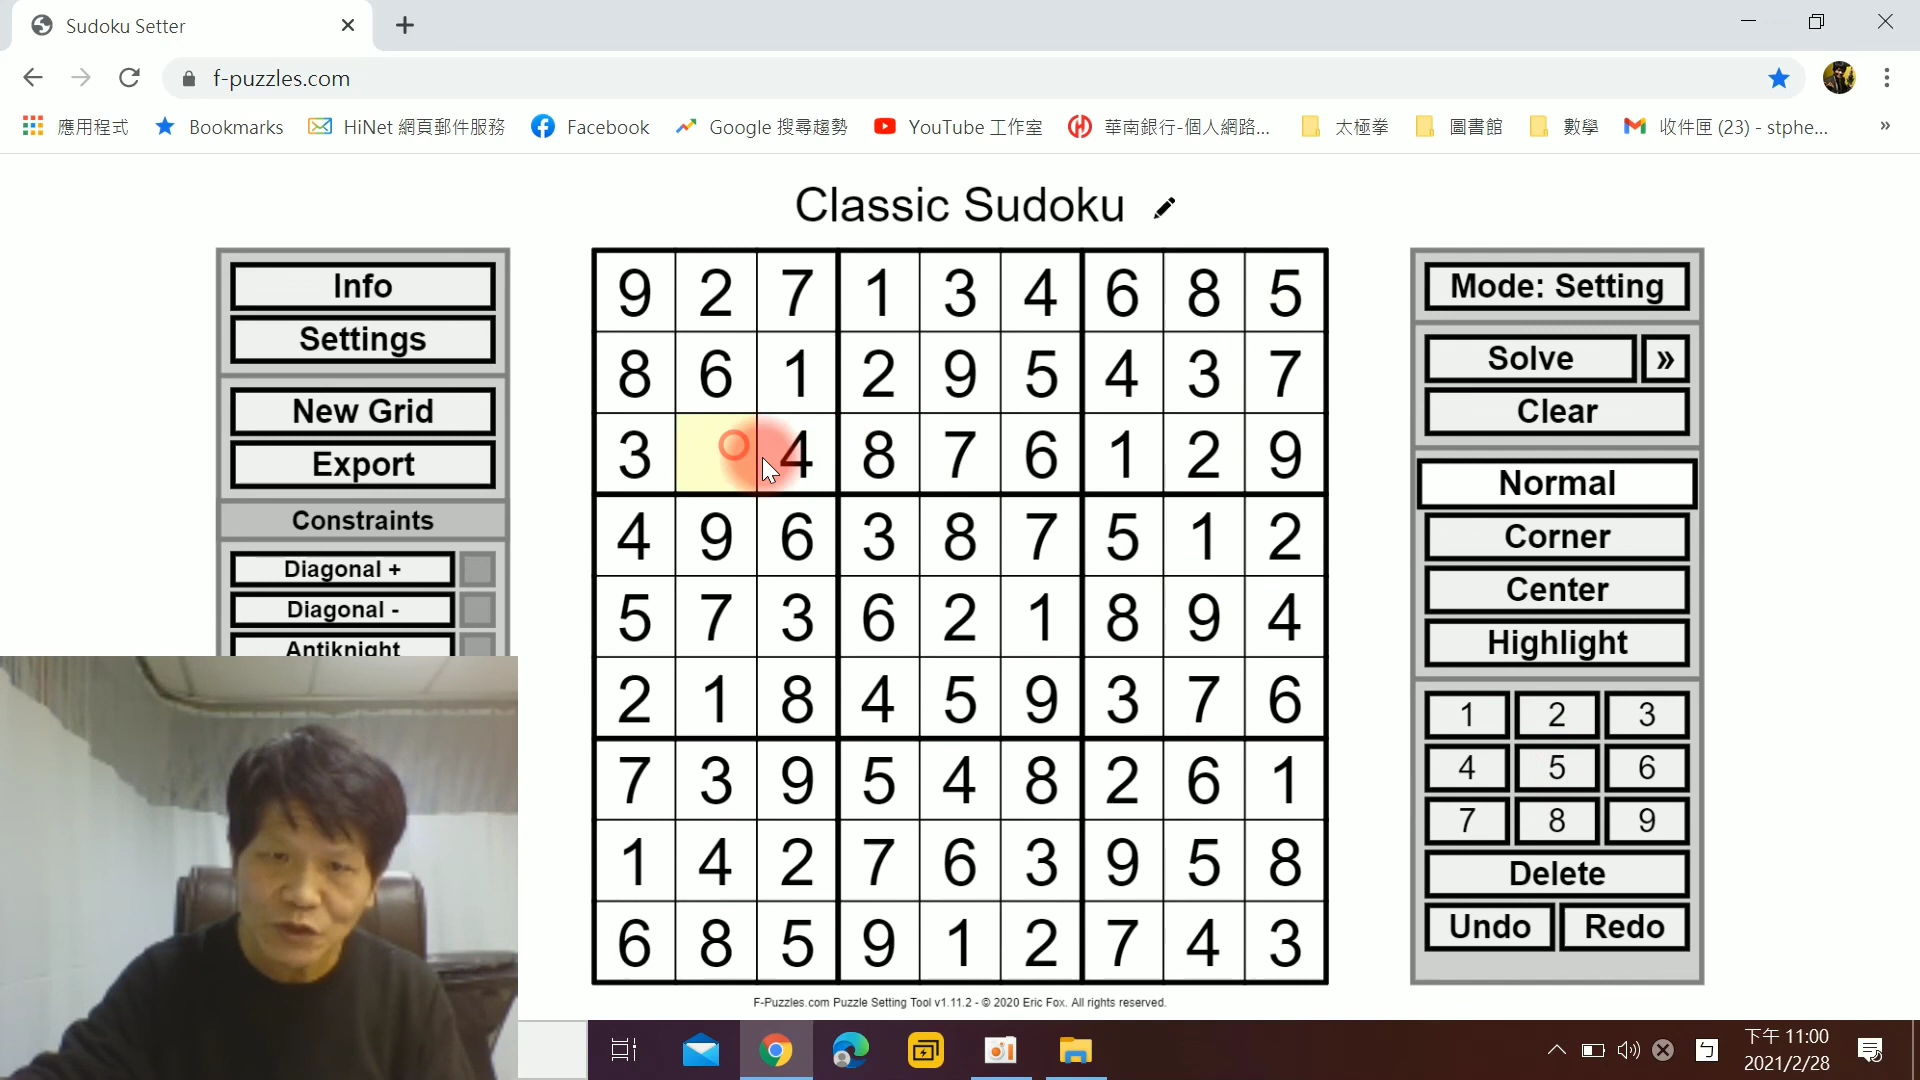 Sudoku Setter
f-puzzles.com
應用程式 Bookmarks HiNet 網頁郵件服務 Facebook Google 搜尋趨勢 YouTube 工作室 華南銀行-個人網路... 太極拳 圖書館 數學 收件匣 (23) - stphe... »
Classic Sudoku
Info
Settings
New Grid
Export
Constraints
Diagonal +
Diagonal -
Antiknight
9 2 7 1 3 4 6 8 5
8 6 1 2 9 5 4 3 7
3 4 8 7 6 1 2 9
4 9 6 3 8 7 5 1 2
5 7 3 6 2 1 8 9 4
2 1 8 4 5 9 3 7 6
7 3 9 5 4 8 2 6 1
1 4 2 7 6 3 9 5 8
6 8 5 9 1 2 7 4 3
F-Puzzles.com Puzzle Setting Tool v1.11.2 - © 2020 Eric Fox. All rights reserved.
Mode: Setting
Solve »
Clear
Normal
Corner
Center
Highlight
1 2 3
4 5 6
7 8 9
Delete
Undo Redo
ㄅ
下午 11:00
2021/2/28